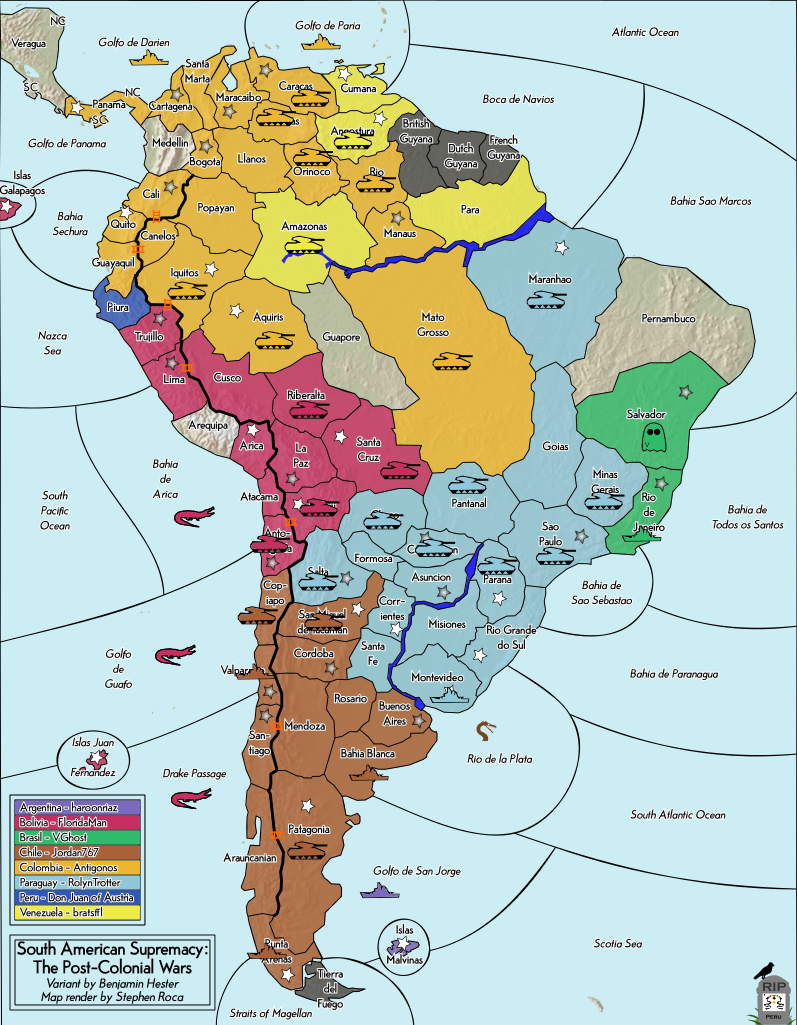 NC
Golfo de Paria
Atlantic Ocean
Veragua
Golfo de Darien
Santa
Marta
SC
NC
Panama
SC
Cartagena
Maracaibo
Caracas
Cumana
Boca de Navios
Golfo de Panama
Medellin
Bogota
Llanos
Angostura
British
Guyana
Dutch
Guyana
French
Guyana
Orinoco
Rio
Islas
Galapagos
Cali
Popayan
Bahia
Sechura
Quito
Canelos
Amazonas
Manaus
Para
Bahia Sao Marcos
Guayaquil
Iquitos
Maranhao
Piura
Aquiris
Mato
Grosso
Guapore
Pernambuco
Nazca
Sea
Trujillo
Lima
Cusco
Riberalta
Salvador
V
Arequipa
Arica
La
Paz
Santa
Cruz
Goias
Bahia
de
Arica
South
Pacific
Ocean
Atacama
Pantanal
Minas
Gerais
Rio
de
Janeiro
Bahia de
Todos os Santos
Anto-
Sao
Paulo
Formosa
Salta
Asuncion
Parana
Cop-
iapo
Corr-
ientes
Bahia de
Sao Sebastao
San Miguel
de Tucuman
Misiones
Rio Grande
do Sul
Golfo
de
Guafo
Cordoba
Santa
Fe
Montevideo
Bahia de Paranagua
Rosario
Buenos
Aires
San-
tiago
Mendoza
Islas Juan
Fernandez
Bahia Blanca
Rio de la Plata
Drake Passage
Argentina - haroonriaz
Bolivia - FloridaMan
Brasil - VGhost
Chile - Jordan767
Colombia - Antigonos
Paraguay - RolynTrotter
Peru - Don Juan of Austria
Venezuela - bratsffl
Patagonia
South Atlantic Ocean
Araucanian
Golfo de San Jorge
Islas
Malvinas
Scotia Sea
South American Supremacy:
The Post-Colonial Wars
Variant by Benjamin Hester
Map render by Stephen Roca
Punta
Arenas
Tierra
del
Fuego
Straits of Magellan
RIP
PERU